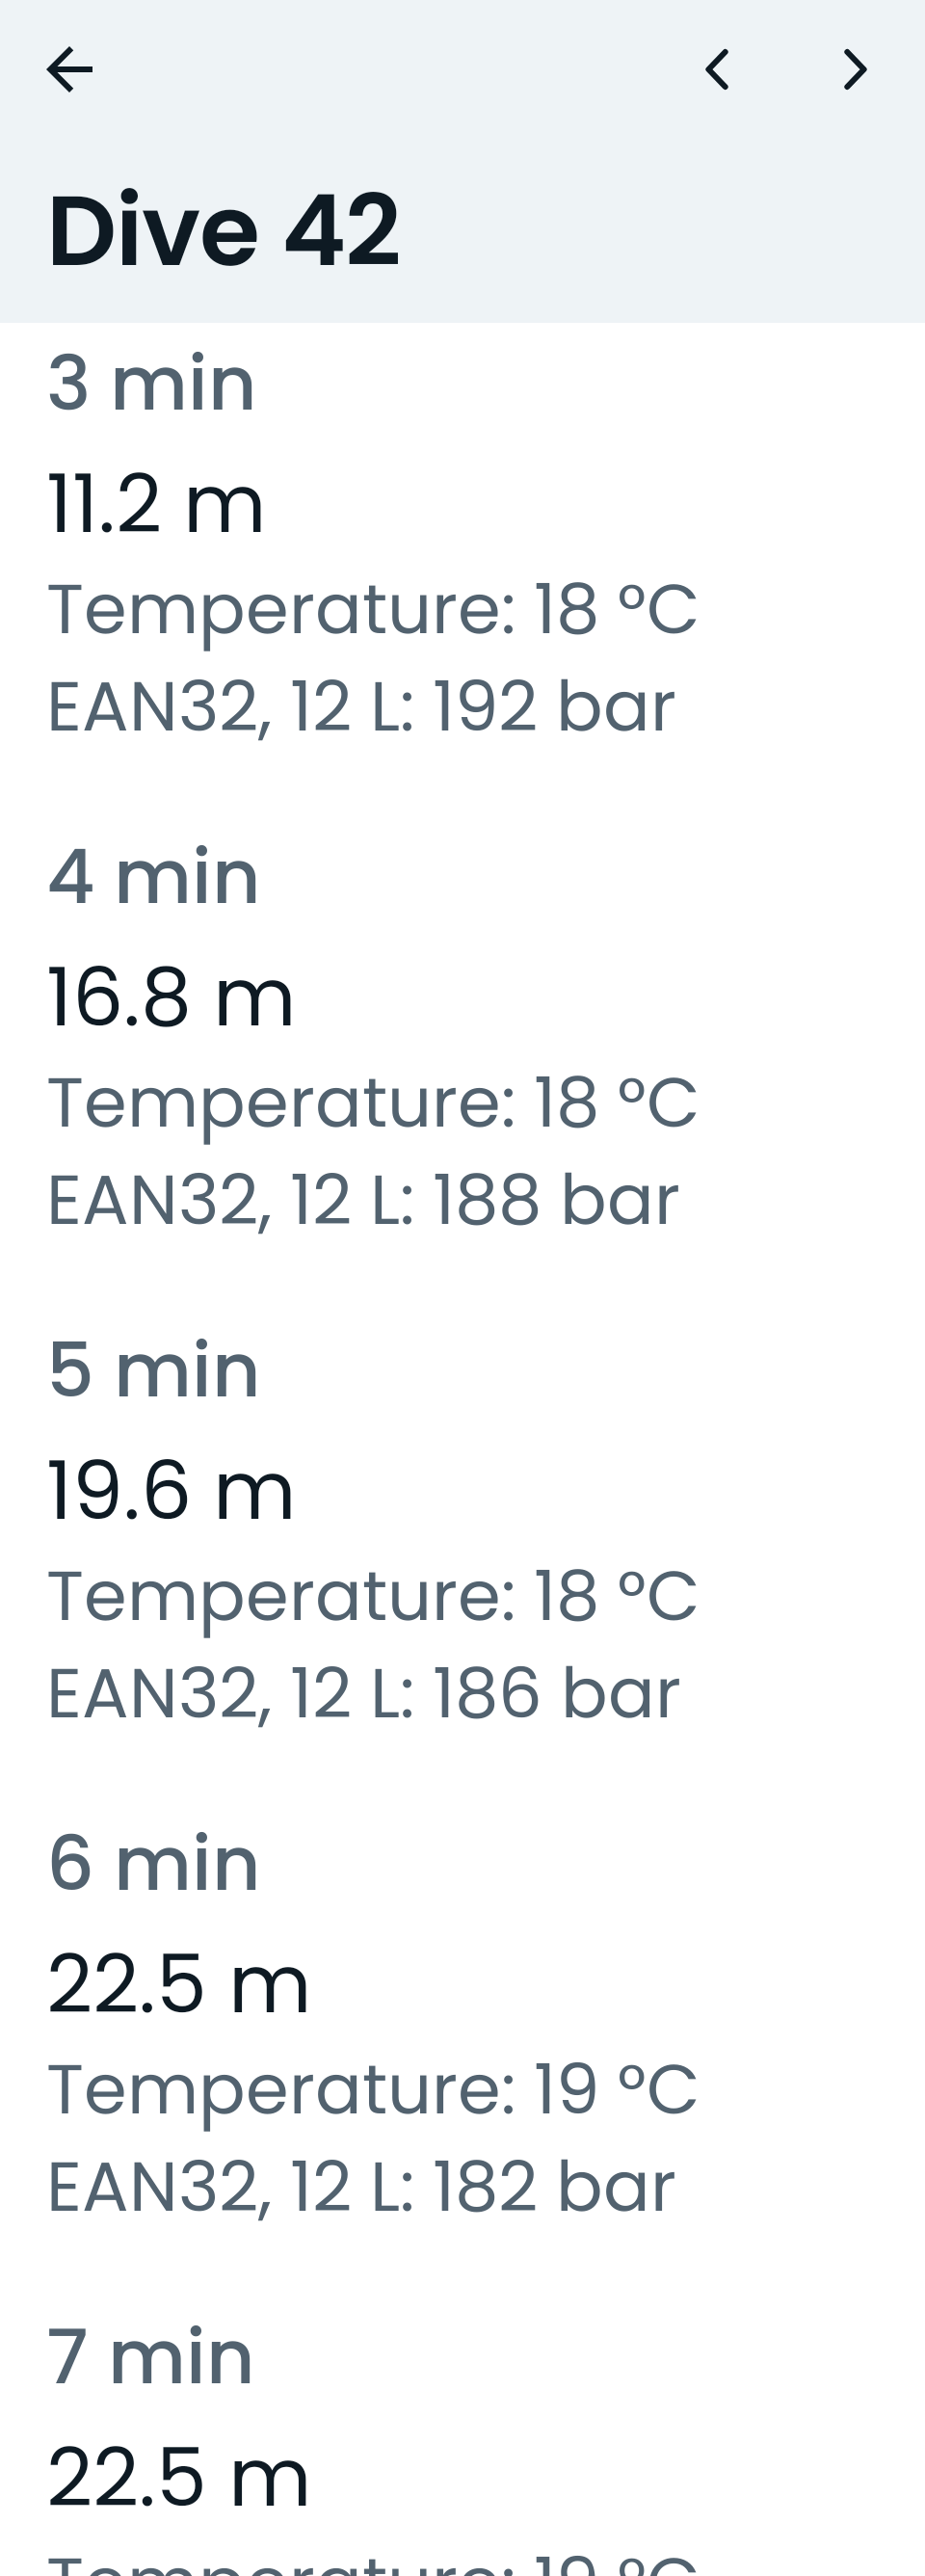 Dive 42
3 min
11.2 m
Temperature: 18 °C
EAN32, 12 L: 192 bar
4 min
16.8 m
Temperature: 18 °C
EAN32, 12 L: 188 bar
5 min
19.6 m
Temperature: 18 °C
EAN32, 12 L: 186 bar
6 min
22.5 m
Temperature: 19 °C
EAN32, 12 L: 182 bar
7 min
22.5 m
Temperature: 19 °C